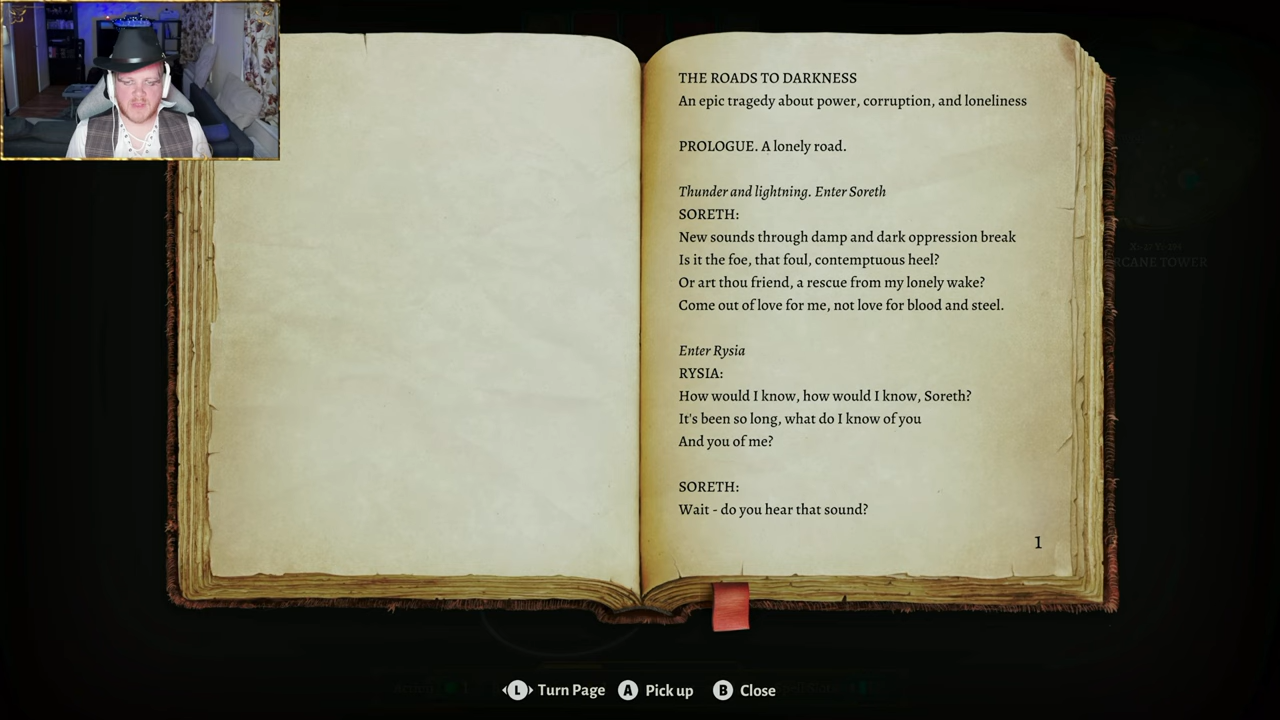 THE ROADS TO DARKNESS
An epic tragedy about power, corruption, and loneliness
PROLOGUE. A lonely road.
Thunder and lightning. Enter Soreth
SORETH:
New sounds through damp and dark oppression break
Is it the foe, that foul, contemptuous heel?
Or art thou friend, a rescue from my lonely wake?
Come out of love for me, not love for blood and steel.
Enter Rysia
RYSIA:
How would I know, how would I know, Soreth?
It's been so long, what do I know of you
And you of me?
SORETH:
Wait - do you hear that sound?
1
L Turn Page A Pick up B Close